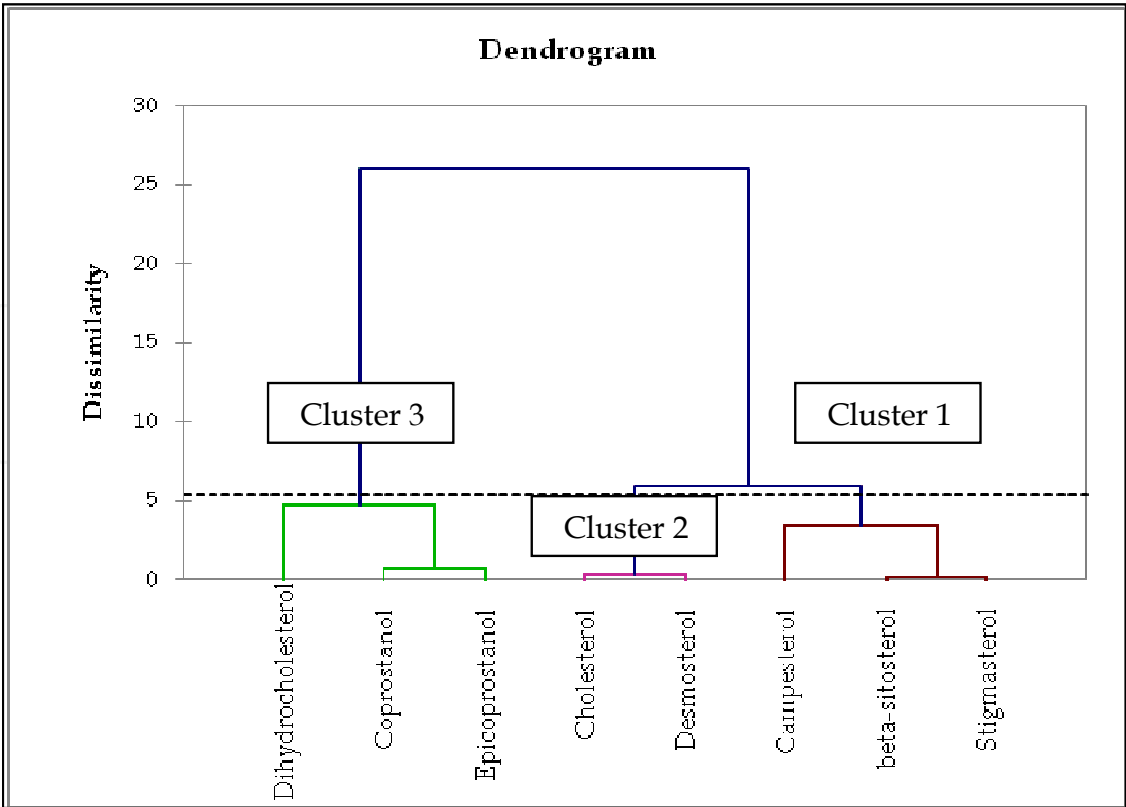 Dendrogram
30
25
20
15
10
5
0
Dissimilarity
Cluster 3
Cluster 1
Cluster 2
Dihydrocholesterol
Coprostanol
Epicoprostanol
Cholesterol
Desmosterol
Campesterol
beta-sitosterol
Stigmasterol